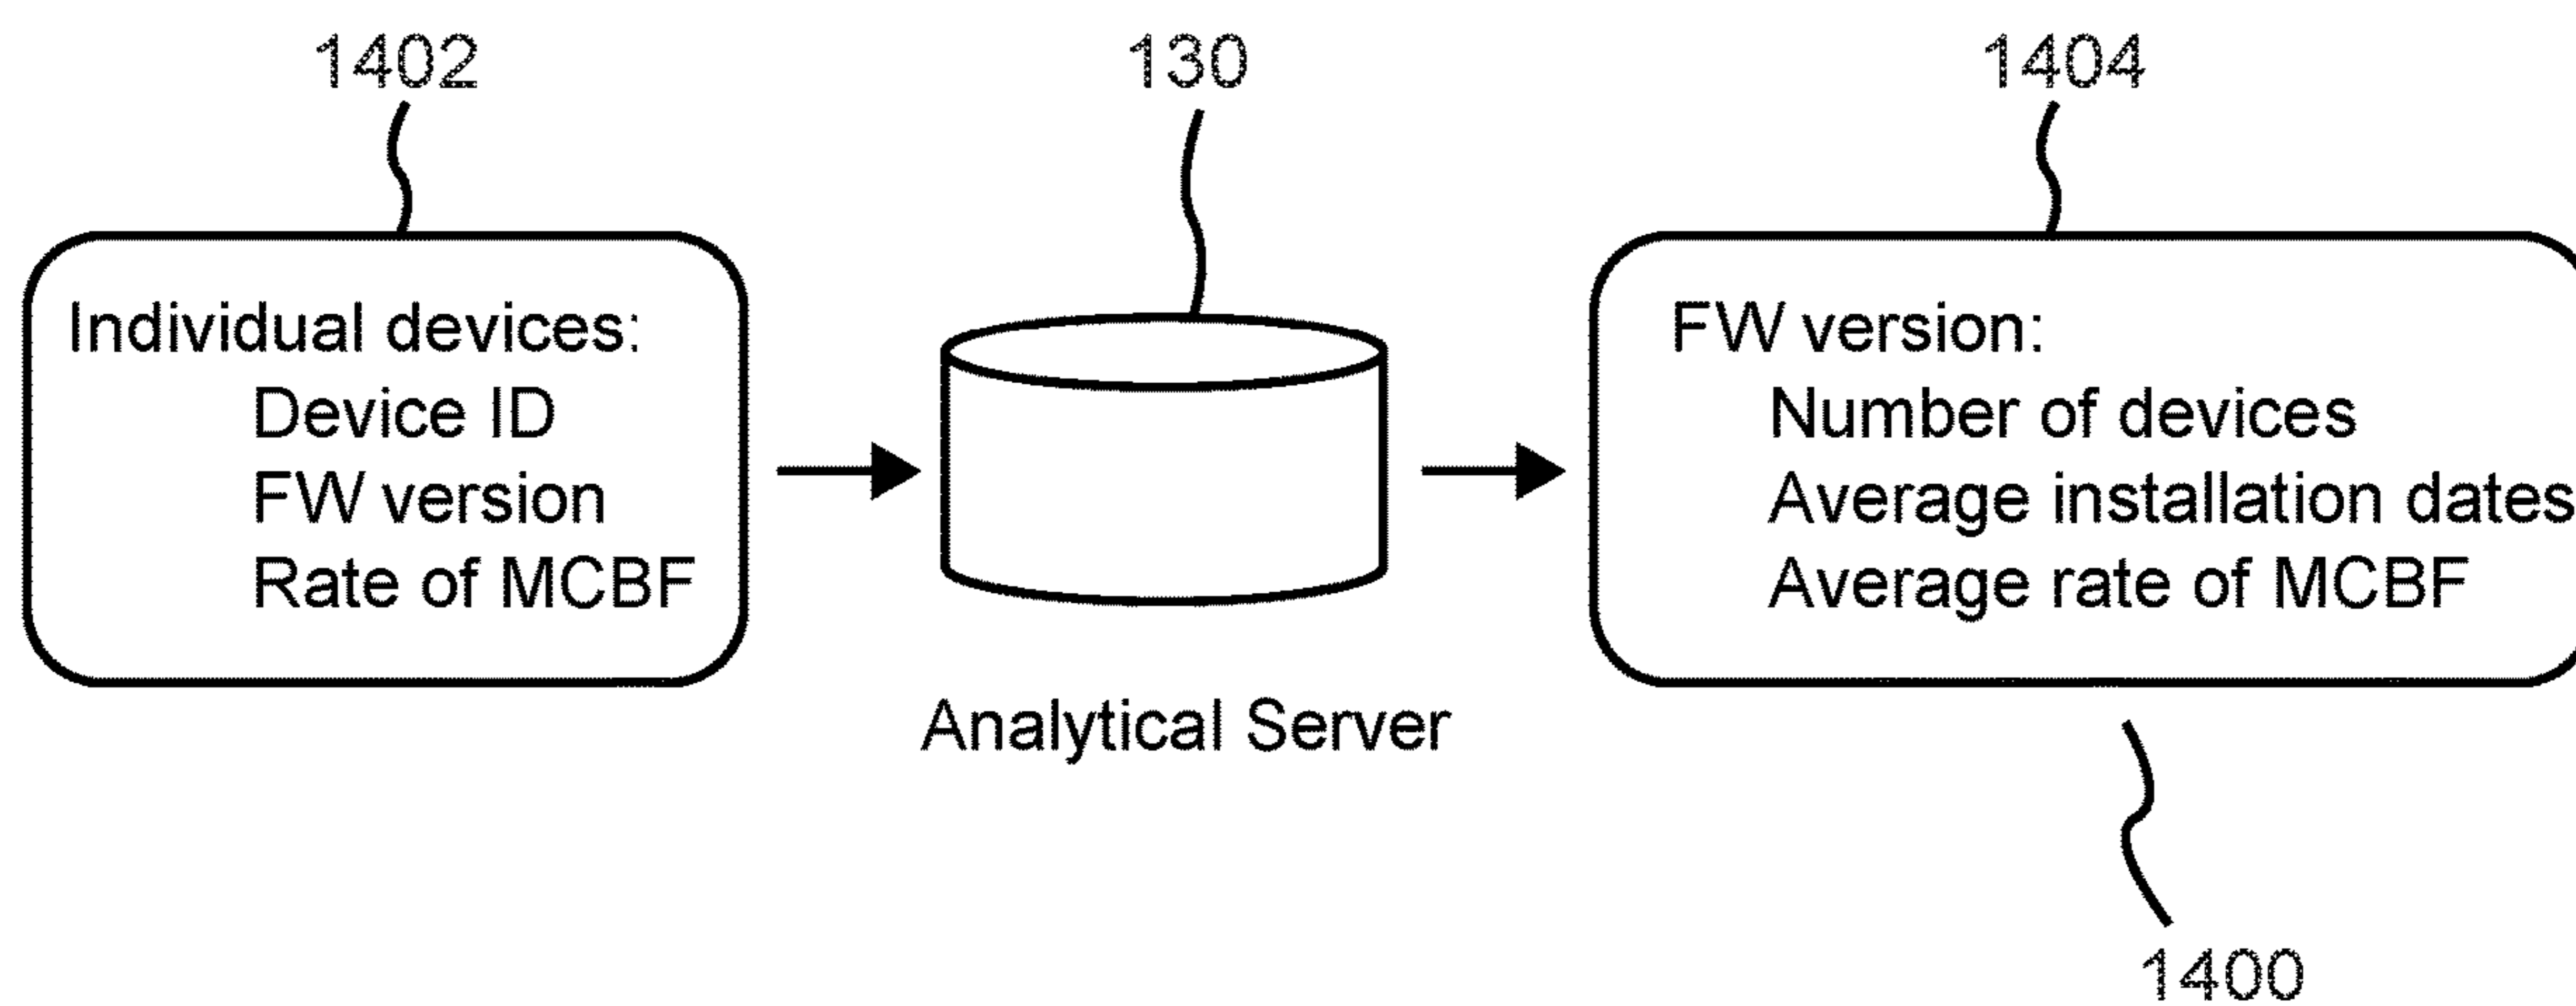 1402
130
1404
Individual devices:
Device ID
FW version
Rate of MCBF
FW version:
Number of devices
Average installation dates
Average rate of MCBF
Analytical Server
1400